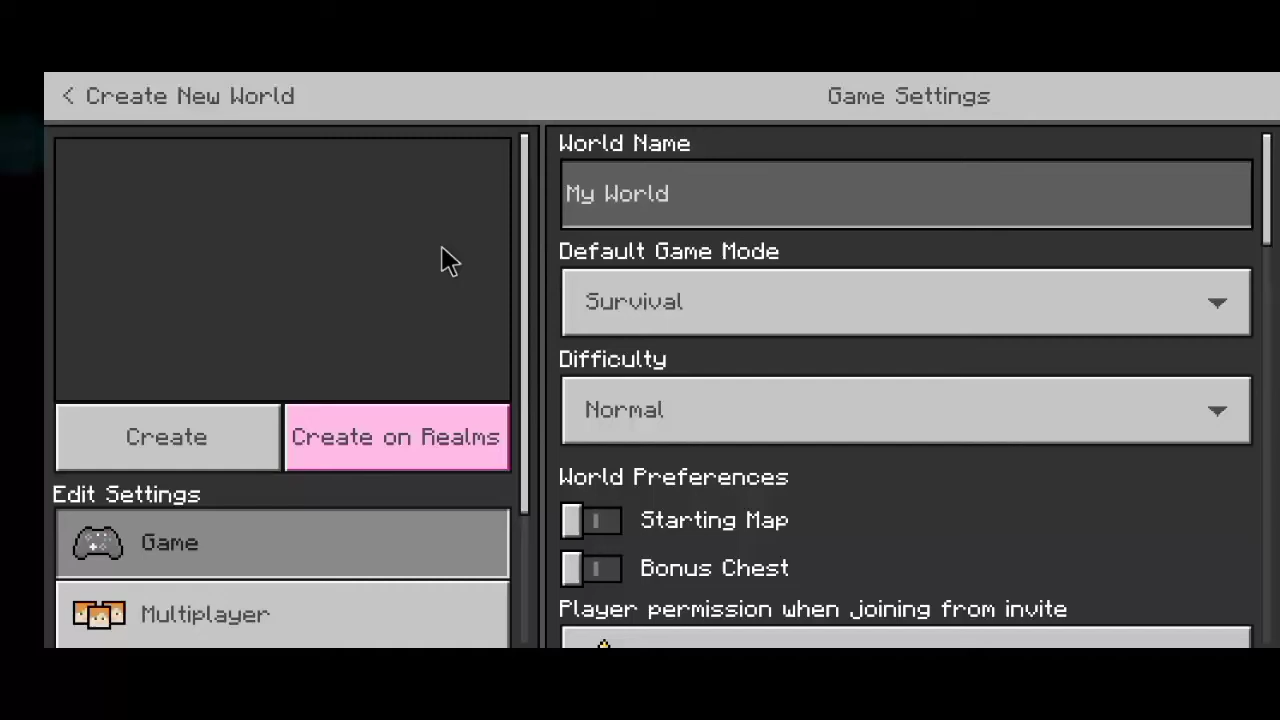 Create New World
Game Settings
Create
Create on Realms
Edit Settings
Game
Multiplayer
World Name
My World
Default Game Mode
Survival
Difficulty
Normal
World Preferences
Starting Map
Bonus Chest
Player permission when joining from invite